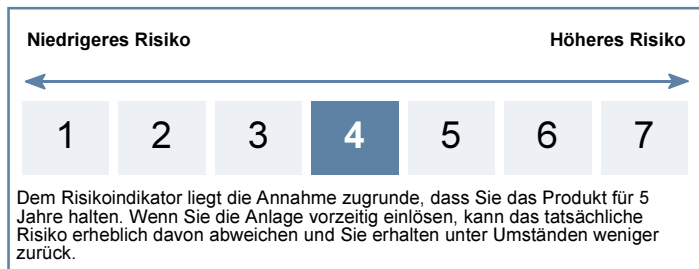 Niedrigeres Risiko Höheres Risiko
1 2 3 4 5 6 7
Dem Risikoindikator liegt die Annahme zugrunde, dass Sie das Produkt für 5
Jahre halten. Wenn Sie die Anlage vorzeitig einlösen, kann das tatsächliche
Risiko erheblich davon abweichen und Sie erhalten unter Umständen weniger
zurück.